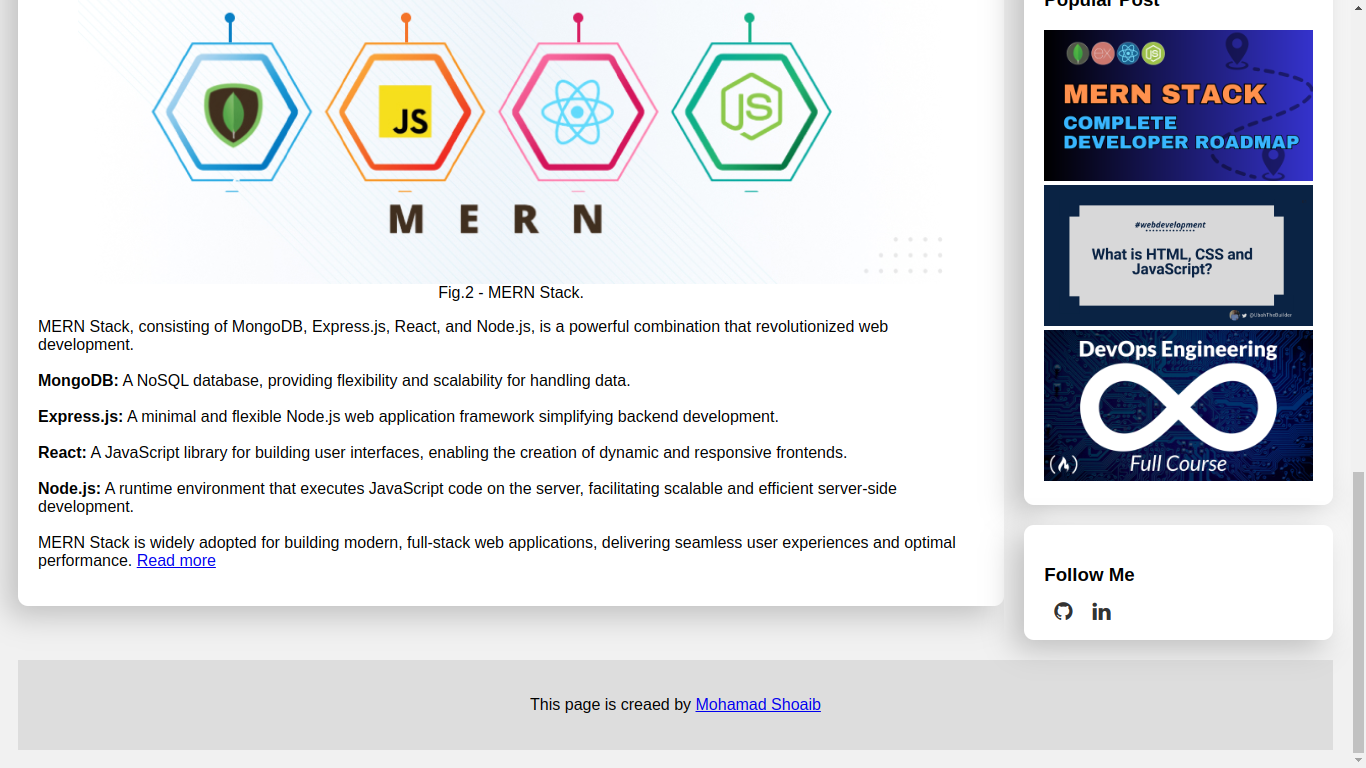 JS
JS
M E R N
Fig.2 - MERN Stack.
MERN Stack, consisting of MongoDB, Express.js, React, and Node.js, is a powerful combination that revolutionized web
development.
MongoDB: A NoSQL database, providing flexibility and scalability for handling data.
Express.js: A minimal and flexible Node.js web application framework simplifying backend development.
React: A JavaScript library for building user interfaces, enabling the creation of dynamic and responsive frontends.
Node.js: A runtime environment that executes JavaScript code on the server, facilitating scalable and efficient server-side
development.
MERN Stack is widely adopted for building modern, full-stack web applications, delivering seamless user experiences and optimal
performance. Read more
Popular Post
EX
JS
MERN STACK
COMPLETE
DEVELOPER ROADMAP
#webdevelopment
What is HTML, CSS and
JavaScript?
DevOps Engineering
Full Course
Follow Me
in
This page is creaed by Mohamad Shoaib